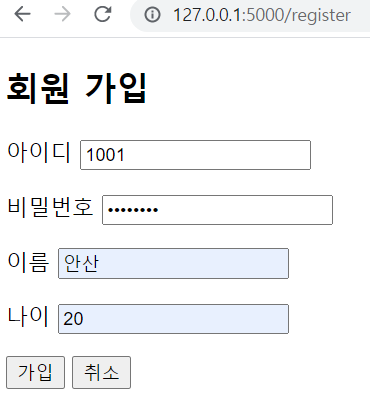 127.0.0.1:5000/register
회원 가입
아이디 1001
비밀번호 ••••••••
이름 안산
나이 20
가입 취소